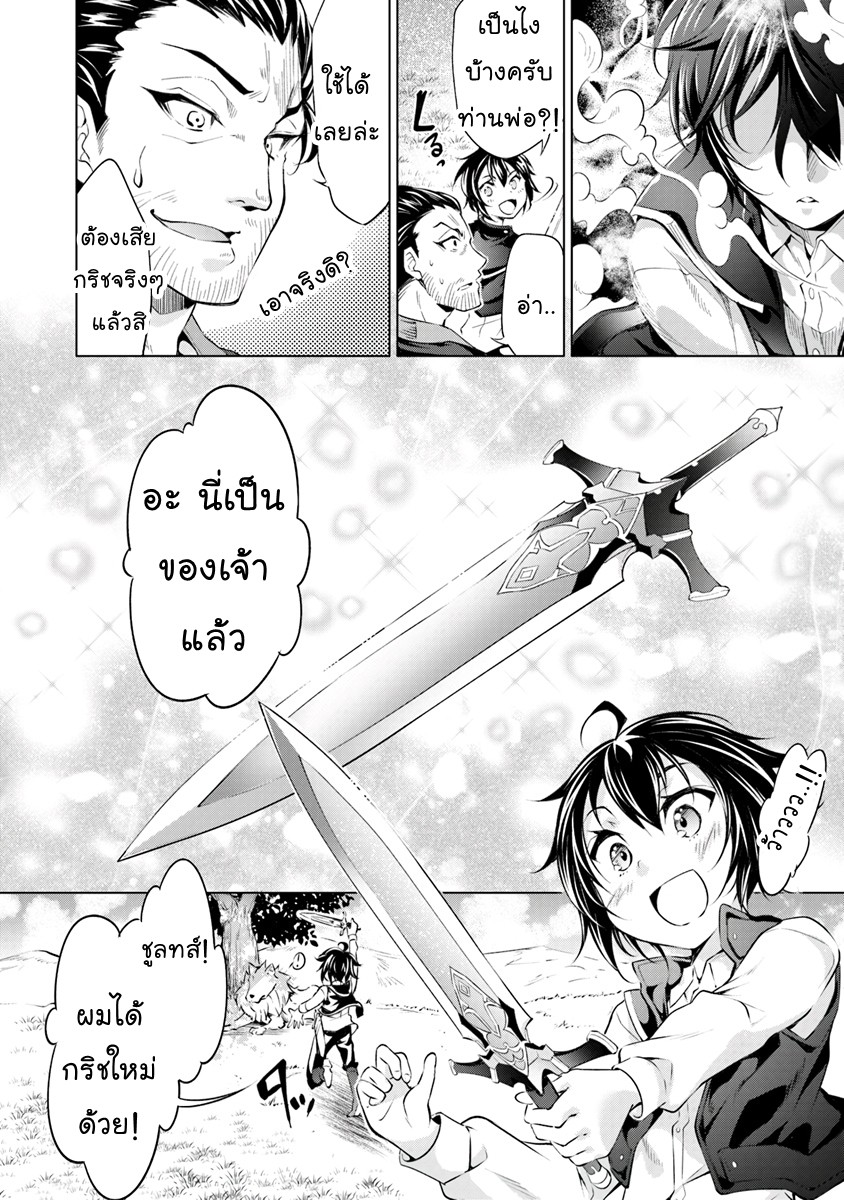 เป็นไง
บ้างครับ
ท่านพ่อ?!
อ่า..
ใช้ได้
เลยล่ะ
เอาจริงดิ?
ต้องเสีย
กริชจริงๆ
แล้วสิ
อะ นี่เป็น
ของเจ้า
แล้ว
ว้าววว..!!
ชูลทส์!
ผมได้
กริชใหม่
ด้วย!